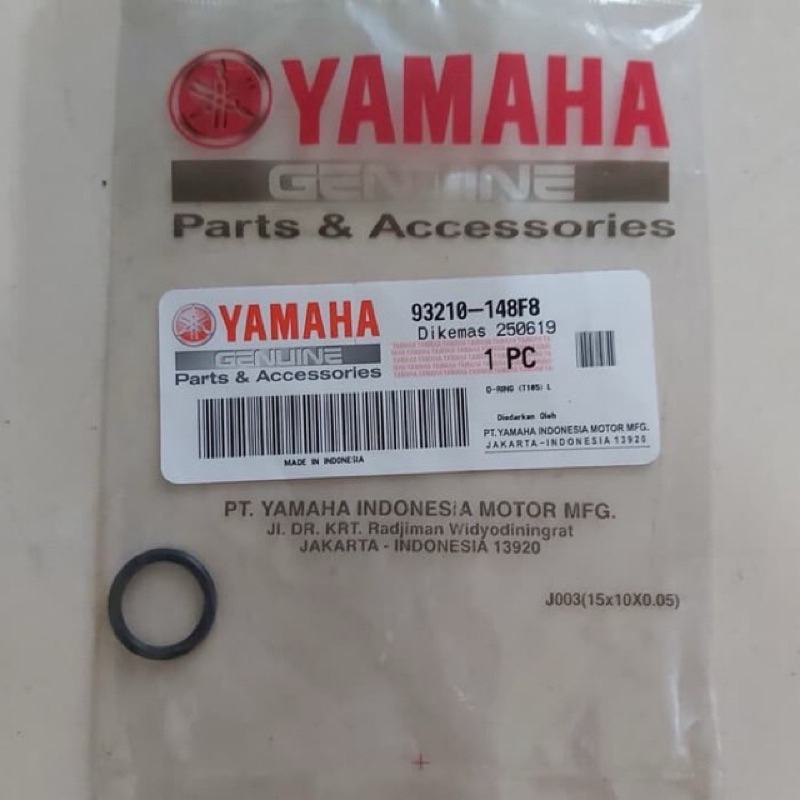 YAMAHA
GENUINE
Parts & Accessories
YAMAHA
GENUINE
Parts & Accessories
93210-148F8
Dikemas 250619
1 PC
O-RING (T105) L
Diedarkan Oleh
PT. YAMAHA INDONESIA MOTOR MFG.
JAKARTA-INDONESIA 13920
MADE IN INDONESIA
PT. YAMAHA INDONESIA MOTOR MFG.
Jl. DR. KRT. Radjiman Widyodiningrat
JAKARTA - INDONESIA 13920
J003(15x10X0.05)